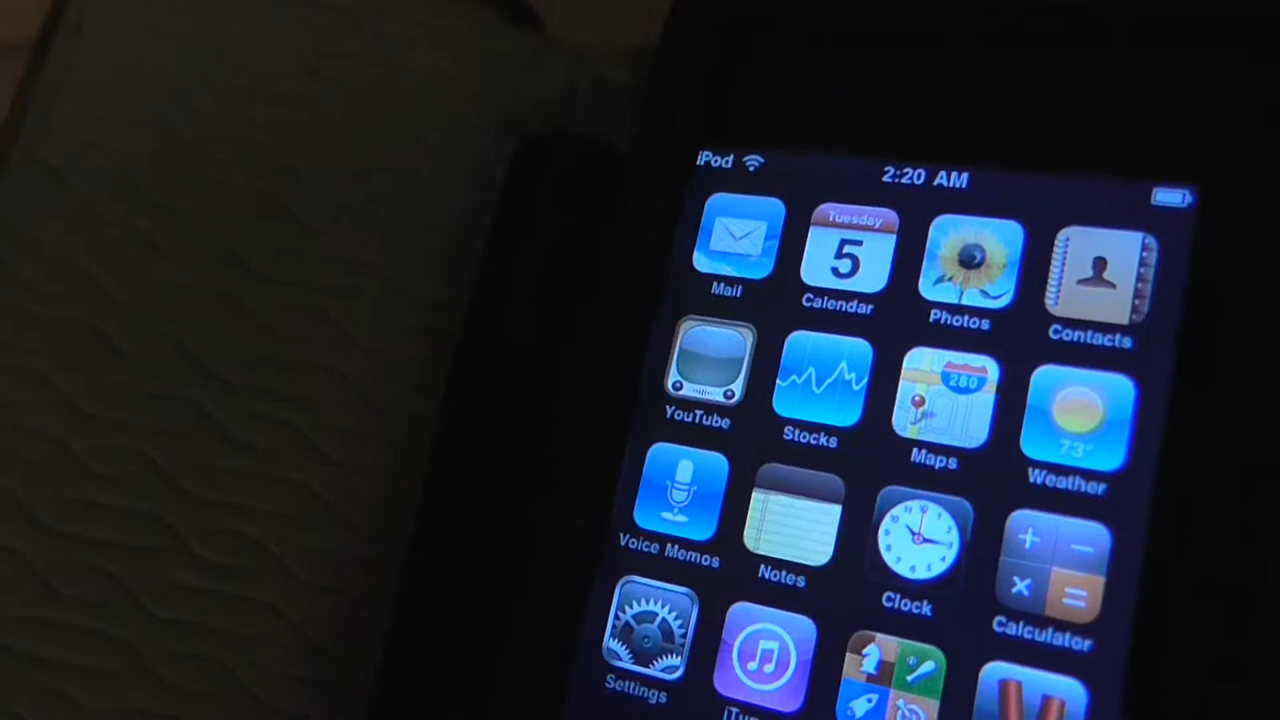 iPod 2:20 AM
Tuesday
5
Mail Calendar Photos Contacts
280
73°
YouTube Stocks Maps Weather
Voice Memos Notes Clock Calculator
Settings